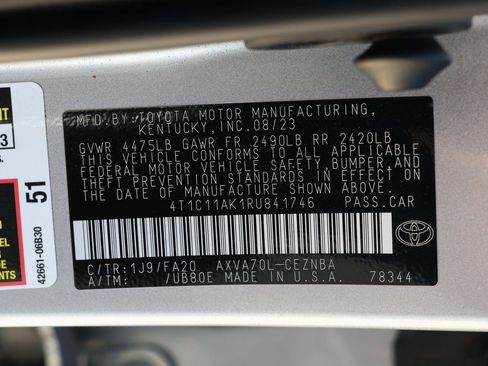 MFD. BY: TOYOTA MOTOR MANUFACTURING,
KENTUCKY, INC. 08/23
GVWR 4475LB GAWR FR 2490LB RR 2420LB
THIS VEHICLE CONFORMS TO ALL APPLICABLE
FEDERAL MOTOR VEHICLE SAFETY, BUMPER, AND
THEFT PREVENTION STANDARDS IN EFFECT ON
THE DATE OF MANUFACTURE SHOWN ABOVE.
4T1C11AK1RU841746 PASS. CAR
C/TR: 1J9/FA20 AXVA70L-CEZNBA
A/TM: /UB80E MADE IN U.S.A. 78344
51
42661-06B30